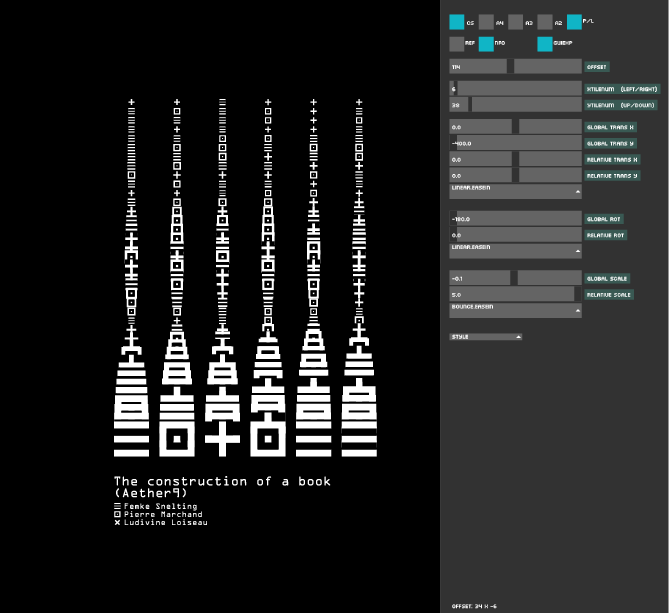 The construction of a book
(Aether9)
Femke Snelting
Pierre Marchand
Ludivine Loiseau
CS A4 A3 A2 P/L
REF INFO GUIEXP
114 OFFSET
6 XTILENUM (LEFT/RIGHT)
38 YTILENUM (UP/DOWN)
0.0 GLOBAL TRANS X
-400.0 GLOBAL TRANS Y
0.0 RELATIVE TRANS X
0.0 RELATIVE TRANS Y
LINEAR.EASEIN
-180.0 GLOBAL ROT
0.0 RELATIVE ROT
LINEAR.EASEIN
-0.1 GLOBAL SCALE
5.0 RELATIVE SCALE
BOUNCE.EASEIN
STYLE
OFFSET: 34 X -6